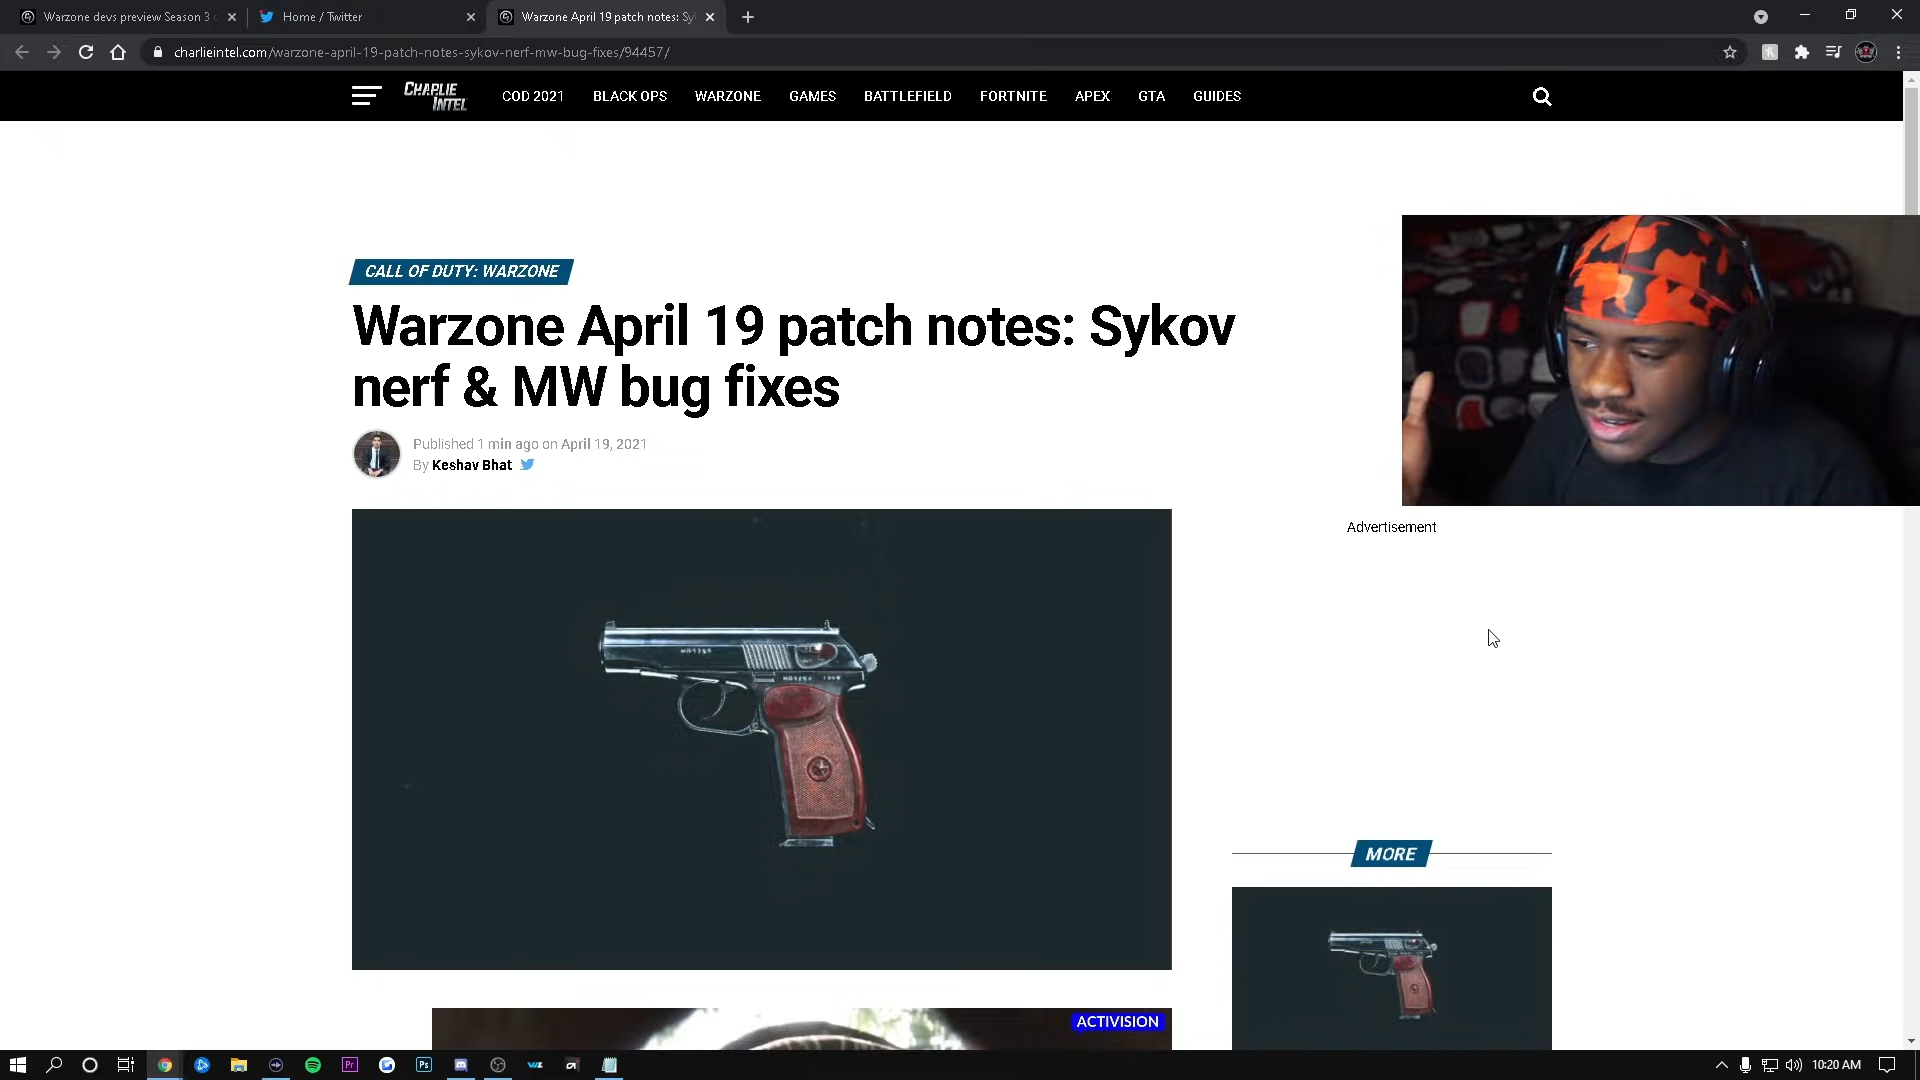 Warzone devs preview Season 3
Home / Twitter
Warzone April 19 patch notes: Sy
charlieintel.com/warzone-april-19-patch-notes-sykov-nerf-mw-bug-fixes/94457/
CHARLIE
INTEL
COD 2021
BLACK OPS
WARZONE
GAMES
BATTLEFIELD
FORTNITE
APEX
GTA
GUIDES
CALL OF DUTY: WARZONE
Warzone April 19 patch notes: Sykov
nerf & MW bug fixes
Published 1 min ago on April 19, 2021
By Keshav Bhat
Advertisement
MORE
ACTIVISION
Pr
Ps
WZ
10:20 AM